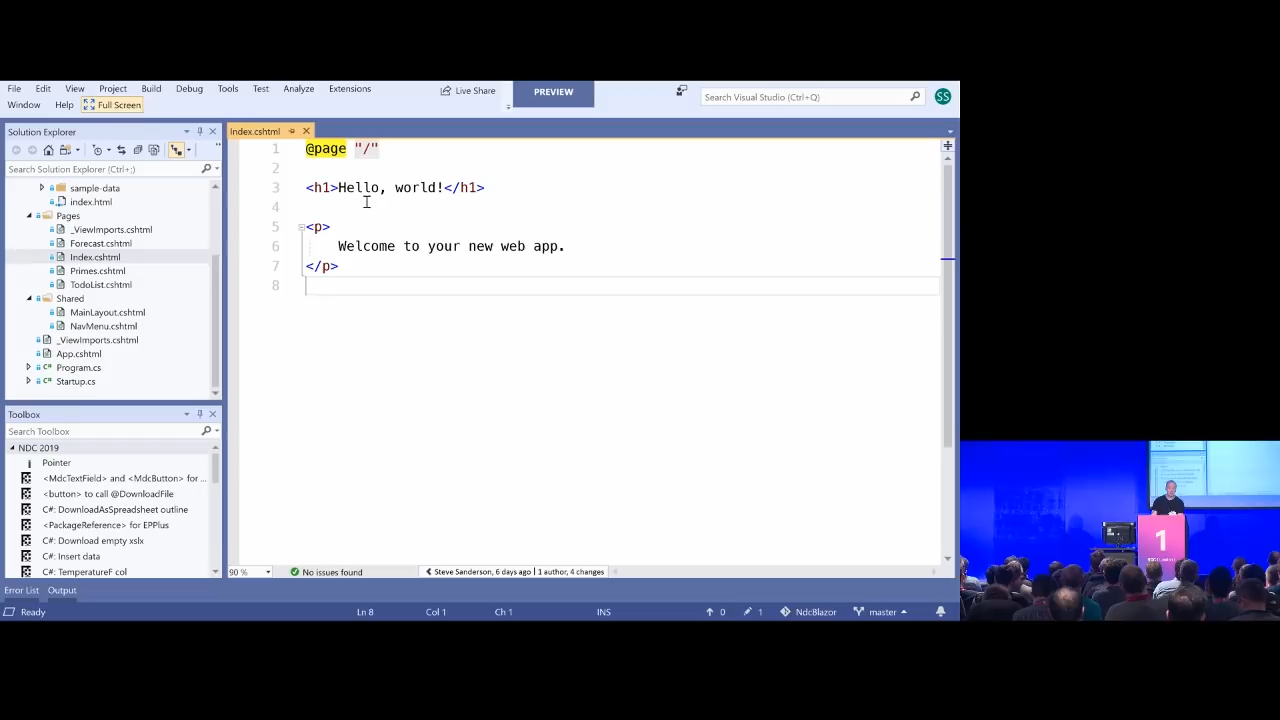 File Edit View Project Build Debug Tools Test Analyze Extensions
Live Share
PREVIEW
Search Visual Studio (Ctrl+Q)
SS
Window Help Full Screen
Solution Explorer
Search Solution Explorer (Ctrl+;)
sample-data
index.html
Pages
_ViewImports.cshtml
Forecast.cshtml
Index.cshtml
Primes.cshtml
TodoList.cshtml
Shared
MainLayout.cshtml
NavMenu.cshtml
_ViewImports.cshtml
App.cshtml
C# Program.cs
C# Startup.cs
Toolbox
Search Toolbox
NDC 2019
Pointer
<MdcTextField> and <MdcButton> for ...
<button> to call @DownloadFile
C#: DownloadAsSpreadsheet outline
<PackageReference> for EPPlus
C#: Download empty xslx
C#: Insert data
C#: TemperatureF col
Index.cshtml
1 @page "/"
2
3 <h1>Hello, world!</h1>
4
5 <p>
6 Welcome to your new web app.
7 </p>
8
90 %
No issues found
Steve Sanderson, 6 days ago | 1 author, 4 changes
Error List Output
Ready
Ln 8 Col 1 Ch 1 INS
0 1 NdcBlazor master
1